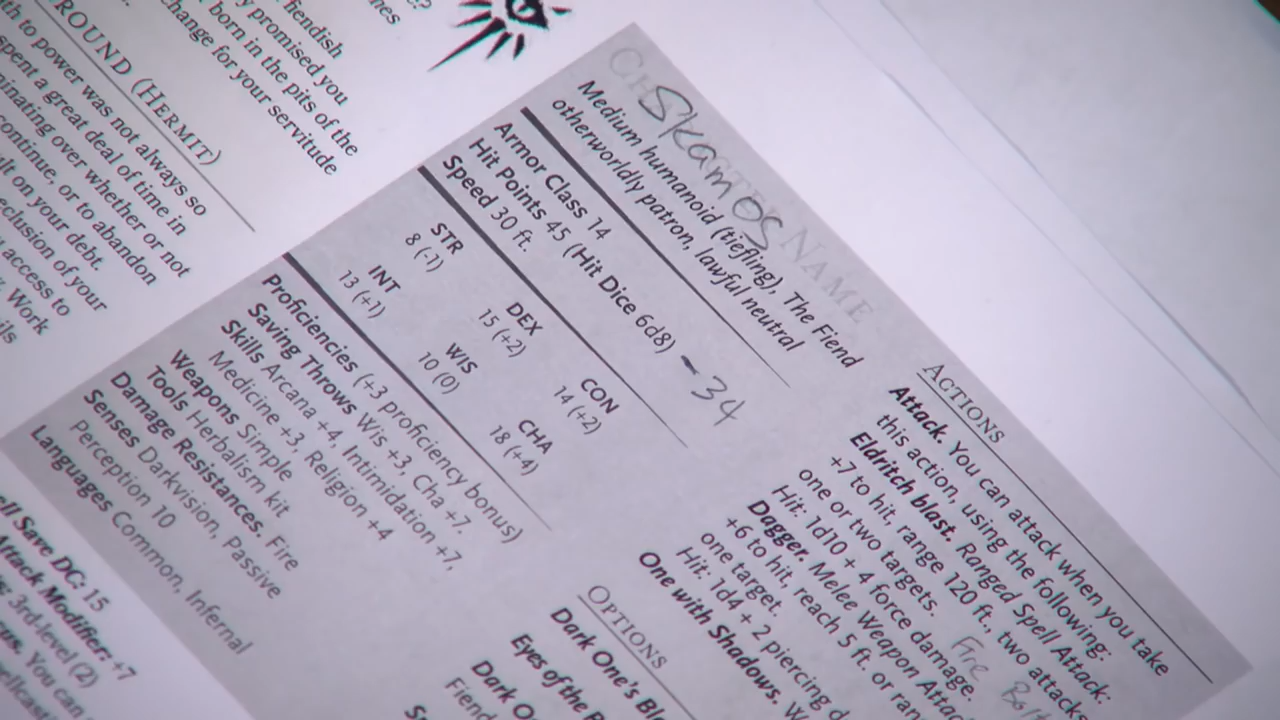 fiendish
y promised you
born in the pits of the
change for your servitude
ROUND (HERMIT)
to power was not always so
spent a great deal of time in
over whether or not
continue, or to abandon
on your debt.
of your
access to
Work
CHARACTER'S NAME
Skamos
Medium humanoid (tiefling), The Fiend
otherworldly patron, lawful neutral
Armor Class 14
Hit Points 45 (Hit Dice 6d8) - 34
Speed 30 ft.
STR DEX CON
8 (-1) 15 (+2) 14 (+2)
INT WIS CHA
13 (+1) 10 (0) 18 (+4)
Proficiencies (+3 proficiency bonus)
Saving Throws Wis +3, Cha +7.
Skills Arcana +4, Intimidation +7,
Medicine +3, Religion +4
Weapons Simple
Tools Herbalism kit
Damage Resistances. Fire
Senses Darkvision, Passive
Perception 10
Languages Common, Infernal
Save DC: 15
Attack Modifier: +7
3rd-level (2)
You can
ACTIONS
Attack. You can attack when you take
this action, using the following:
Eldritch blast. Ranged Spell Attack:
+7 to hit, range 120 ft., two attacks
one or two targets.
Hit: 1d10 + 4 force damage.
Fire Bolt
Dagger. Melee Weapon Attac
+6 to hit, reach 5 ft. or ran
one target.
Hit: 1d4 + 2 piercing d
One with Shadows. W
OPTIONS
Dark One's Ble
Eyes of the R
Dark O
Fiend